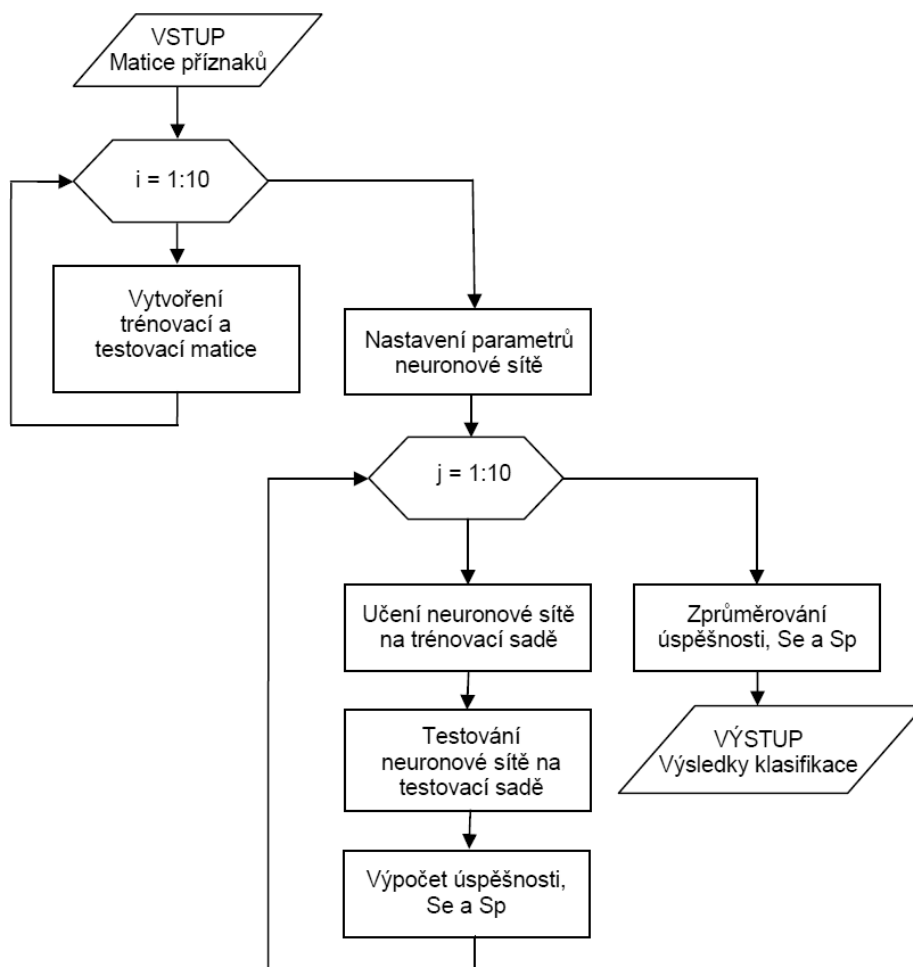 VSTUP
Matice příznaků
i = 1:10
Vytvoření
trénovací a
testovací matice
Nastavení parametrů
neuronové sítě
j = 1:10
Učení neuronové sítě
na trénovací sadě
Testování
neuronové sítě na
testovací sadě
Výpočet úspěšnosti,
Se a Sp
Zprůměrování
úspěšnosti, Se a Sp
VÝSTUP
Výsledky klasifikace